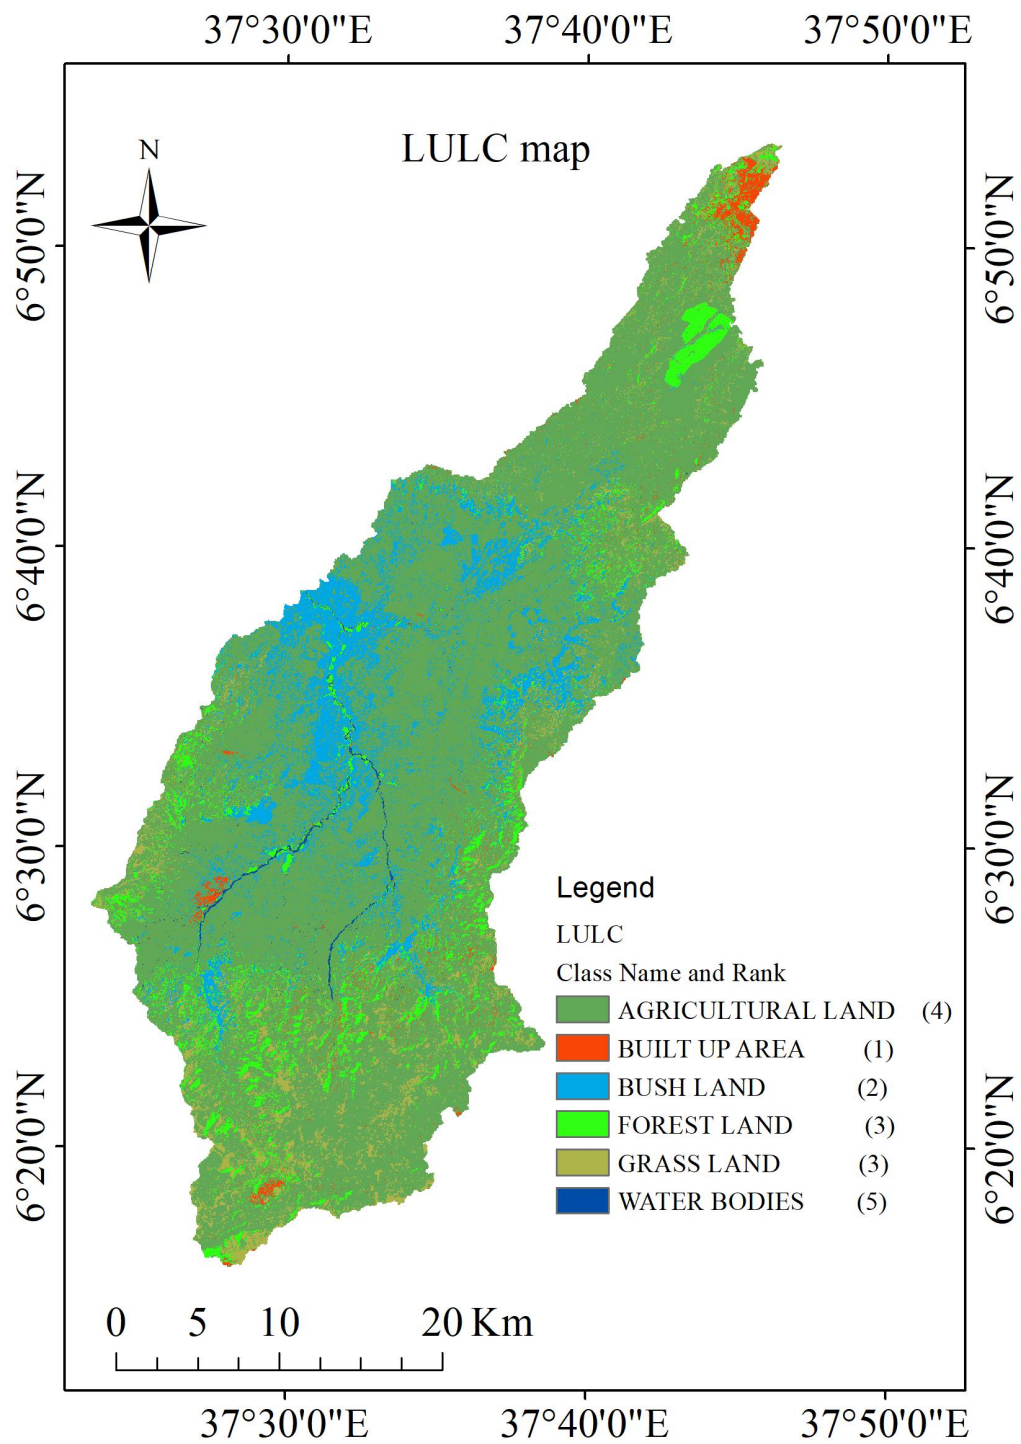 37°30'0"E 37°40'0"E 37°50'0"E
LULC map
N
6°50'0"N 6°50'0"N
6°40'0"N 6°40'0"N
6°30'0"N 6°30'0"N
6°20'0"N 6°20'0"N
Legend
LULC
Class Name and Rank
AGRICULTURAL LAND (4)
BUILT UP AREA (1)
BUSH LAND (2)
FOREST LAND (3)
GRASS LAND (3)
WATER BODIES (5)
0 5 10 20 Km
37°30'0"E 37°40'0"E 37°50'0"E